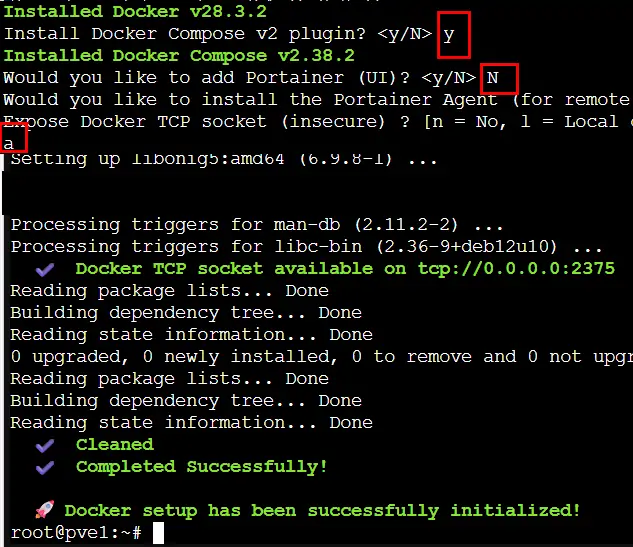 Installed Docker v28.3.2
Install Docker Compose v2 plugin? <y/N> y
Installed Docker Compose v2.38.2
Would you like to add Portainer (UI)? <y/N> N
Would you like to install the Portainer Agent (for remote
Expose Docker TCP socket (insecure) ? [n = No, l = Local
a
Setting up libonig5:amd64 (6.9.8-1) ...
Processing triggers for man-db (2.11.2-2) ...
Processing triggers for libc-bin (2.36-9+deb12u10) ...
✔ Docker TCP socket available on tcp://0.0.0.0:2375
Reading package lists... Done
Building dependency tree... Done
Reading state information... Done
0 upgraded, 0 newly installed, 0 to remove and 0 not upgr
Reading package lists... Done
Building dependency tree... Done
Reading state information... Done
✔ Cleaned
✔ Completed Successfully!
🚀 Docker setup has been successfully initialized!
root@pve1:~#